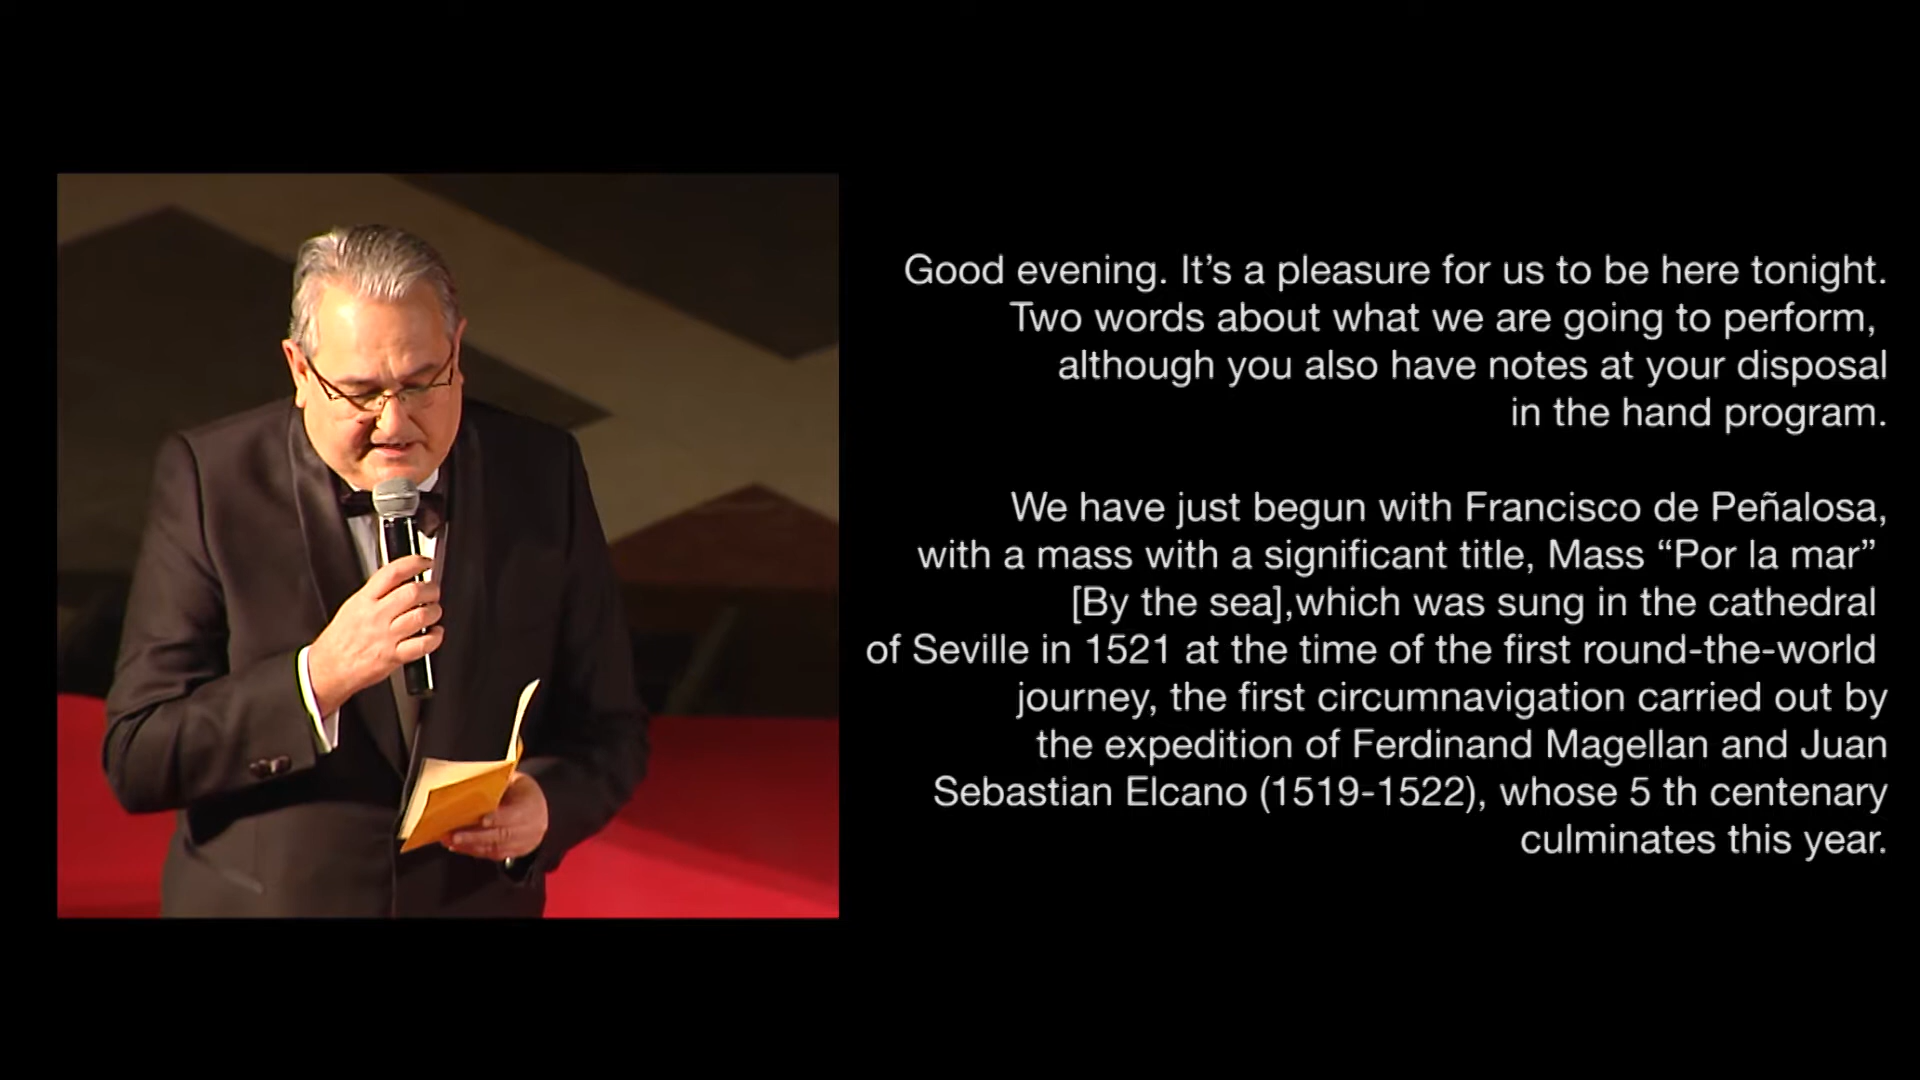 Good evening. It’s a pleasure for us to be here tonight.
Two words about what we are going to perform,
although you also have notes at your disposal
in the hand program.
We have just begun with Francisco de Peñalosa,
with a mass with a significant title, Mass “Por la mar”
[By the sea],which was sung in the cathedral
of Seville in 1521 at the time of the first round-the-world
journey, the first circumnavigation carried out by
the expedition of Ferdinand Magellan and Juan
Sebastian Elcano (1519-1522), whose 5 th centenary
culminates this year.